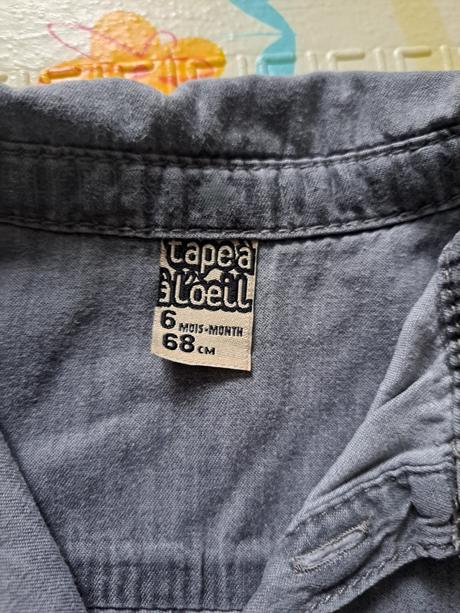 tape à
à l'oeil
6 MOIS-MONTH
68 CM